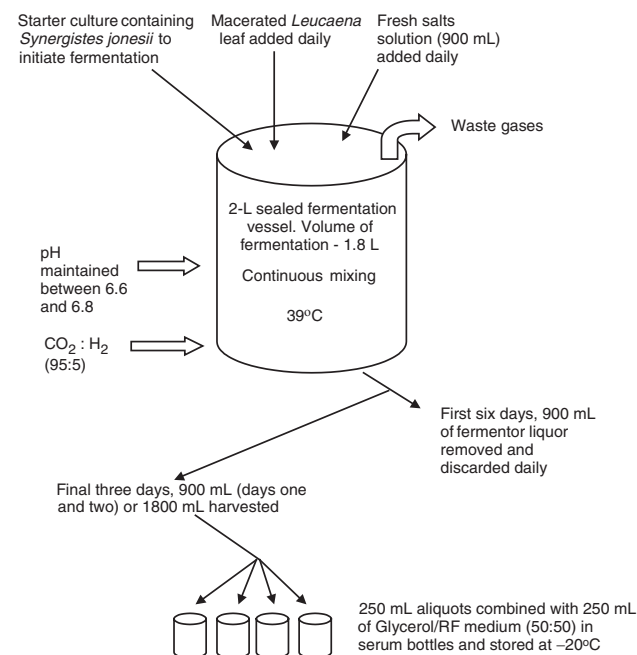 Starter culture containing
Synergistes jonesii to
initiate fermentation
Macerated Leucaena
leaf added daily
Fresh salts
solution (900 mL)
added daily
Waste gases
2-L sealed fermentation
vessel. Volume of
fermentation - 1.8 L
Continuous mixing
39ºC
pH
maintained
between 6.6
and 6.8
CO₂ : H₂
(95:5)
First six days, 900 mL
of fermentor liquor
removed and
discarded daily
Final three days, 900 mL (days one
and two) or 1800 mL harvested
250 mL aliquots combined with 250 mL
of Glycerol/RF medium (50:50) in
serum bottles and stored at –20ºC